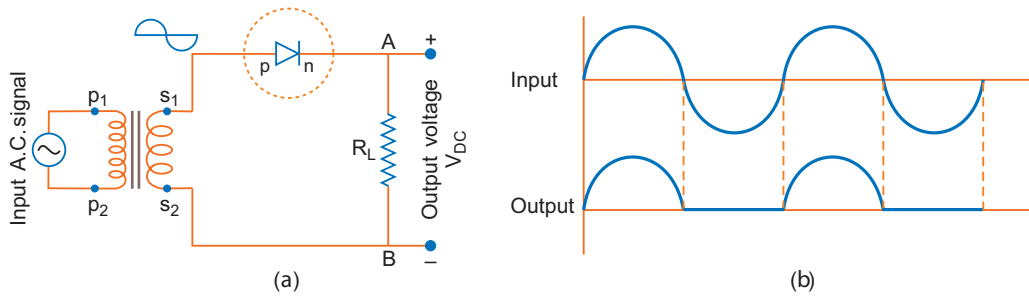 Input A.C. signal
p1
p2
s1
s2
p
n
A
+
RL
Output voltage
VDC
B
–
(a)
Input
Output
(b)